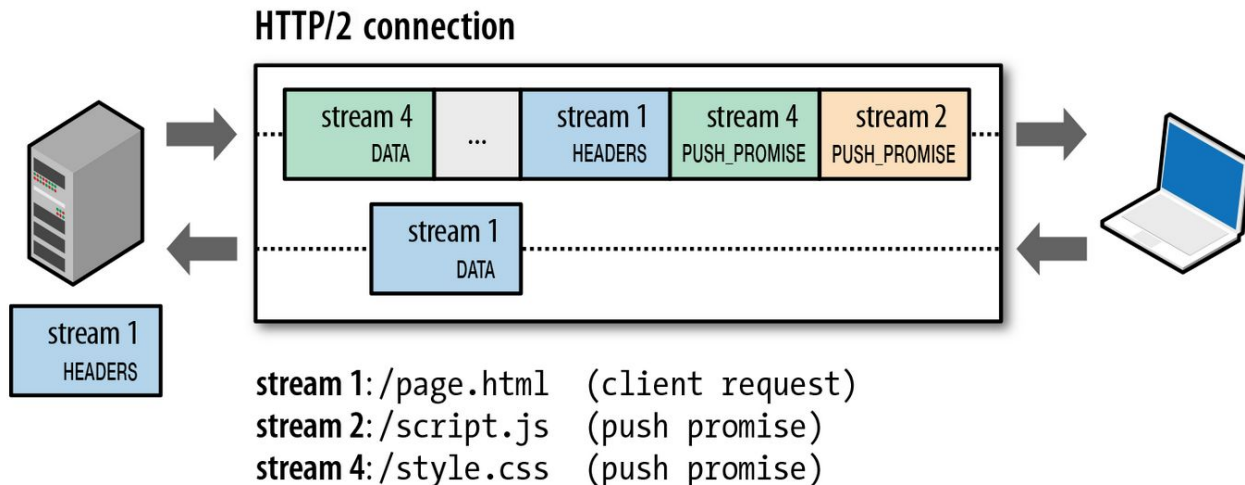 HTTP/2 connection
stream 4
DATA
...
stream 1
HEADERS
stream 4
PUSH_PROMISE
stream 2
PUSH_PROMISE
stream 1
DATA
stream 1
HEADERS
stream 1: /page.html (client request)
stream 2: /script.js (push promise)
stream 4: /style.css (push promise)